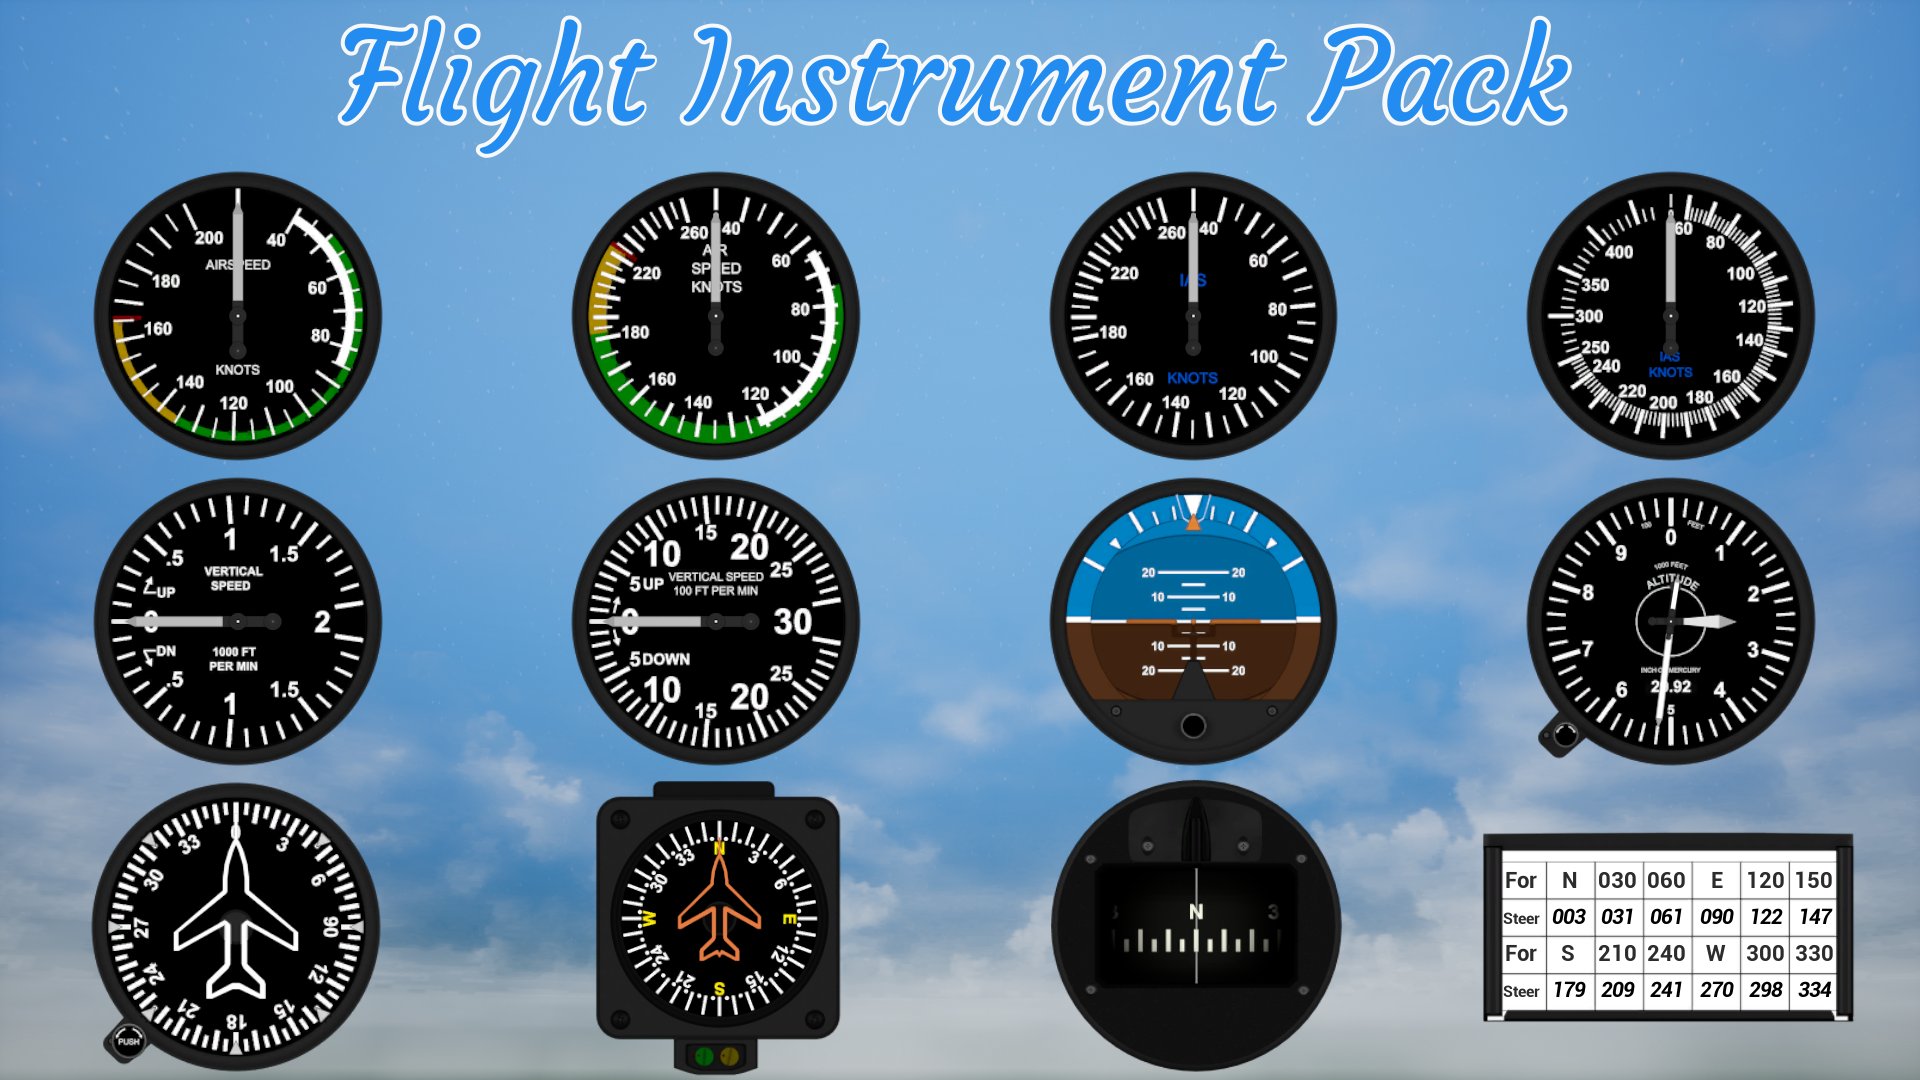 Flight Instrument Pack
200 40
AIRSPEED
180 60
160 80
KNOTS
140 100
120
260 40
AIR
SPEED
KNOTS
60
220
80
180
100
160 120
140
260 40
60
IAS
220
80
180
100
160 KNOTS 120
140
60
400 80
100
350
120
300
140
250 IAS
240 KNOTS 160
220 200 180
1
.5 1.5
VERTICAL
SPEED
UP
0 2
DN
1000 FT
PER MIN
.5 1.5
1
15
10 20
25
5 UP VERTICAL SPEED
100 FT PER MIN
0 30
5 DOWN
25
10 20
15
20 20
10 10
10 10
20 20
100 FEET
0
9 1
1000 FEET
ALTITUDE
8 2
7 3
INCH OF MERCURY
6 29.92 4
5
0
33 3
30 6
27 90
24 12
21 15
18
PUSH
N
33 3
30 6
W E
24 12
21 15
S
N 3
For N 030 060 E 120 150
Steer 003 031 061 090 122 147
For S 210 240 W 300 330
Steer 179 209 241 270 298 334